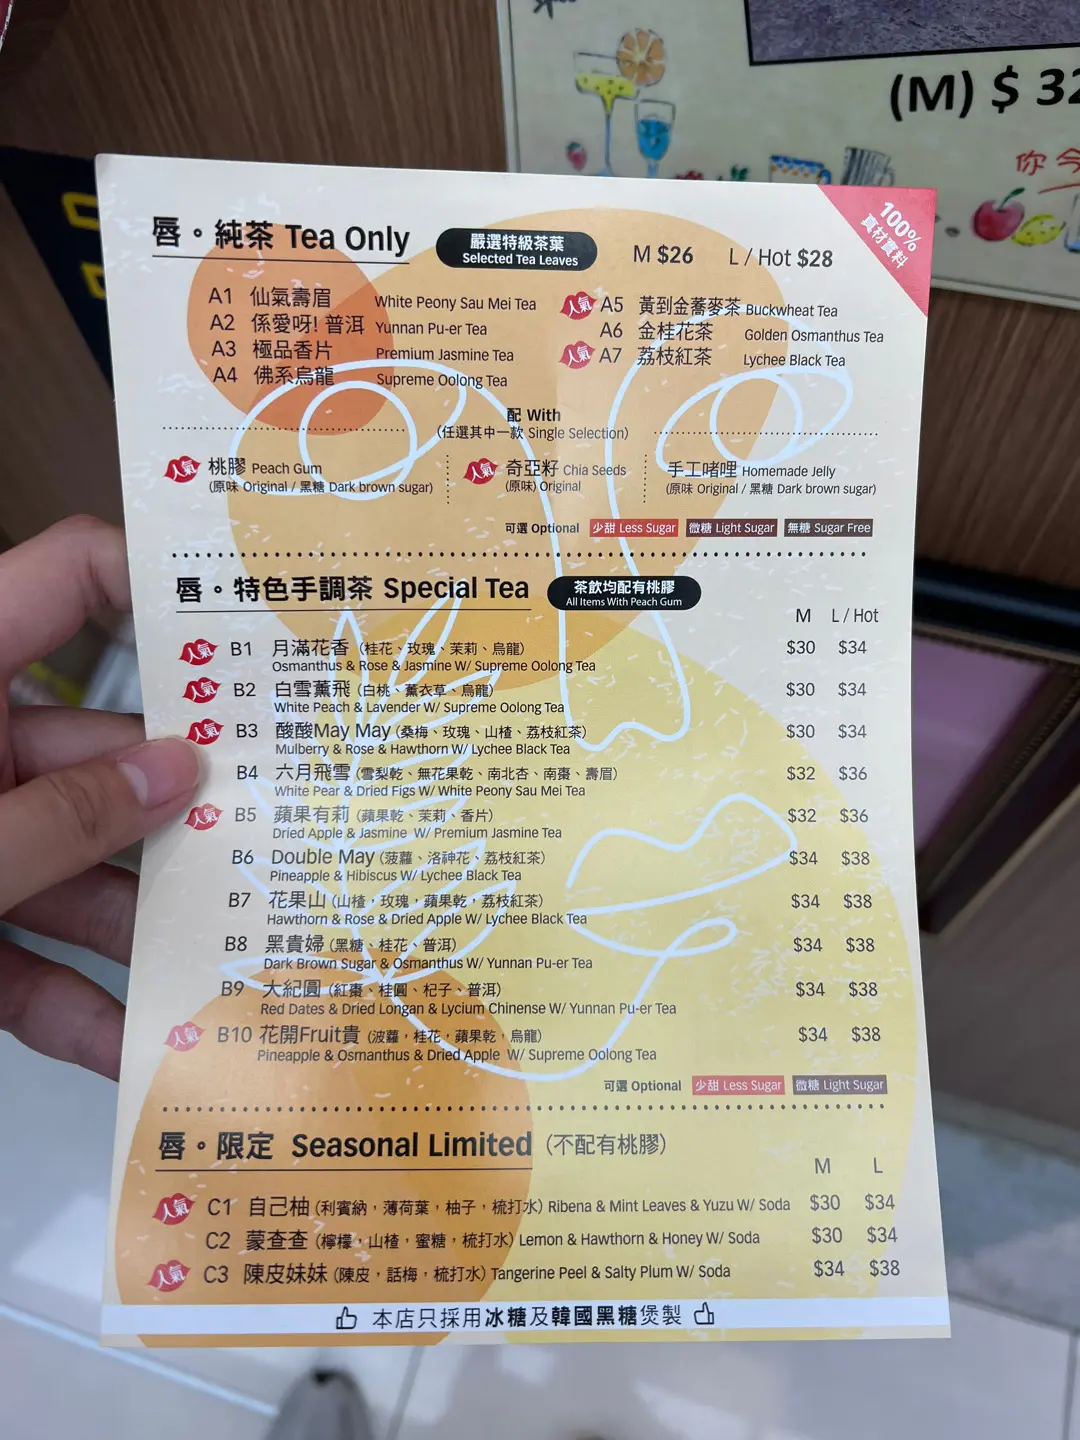 (M) $ 32
你今
100%
真材實料
唇。純茶 Tea Only
嚴選特級茶葉
Selected Tea Leaves
M $26 L / Hot $28
A1 仙氣壽眉 White Peony Sau Mei Tea
A2 係愛呀! 普洱 Yunnan Pu-er Tea
A3 極品香片 Premium Jasmine Tea
A4 佛系烏龍 Supreme Oolong Tea
人氣 A5 黃到金蕎麥茶 Buckwheat Tea
A6 金桂花茶 Golden Osmanthus Tea
人氣 A7 荔枝紅茶 Lychee Black Tea
配 With
(任選其中一款 Single Selection)
人氣 桃膠 Peach Gum
(原味 Original / 黑糖 Dark brown sugar)
人氣 奇亞籽 Chia Seeds
(原味) Original
手工啫喱 Homemade Jelly
(原味 Original / 黑糖 Dark brown sugar)
可選 Optional 少甜 Less Sugar 微糖 Light Sugar 無糖 Sugar Free
唇。特色手調茶 Special Tea
茶飲均配有桃膠
All Items With Peach Gum
M L / Hot
人氣 B1 月滿花香 (桂花、玫瑰、茉莉、烏龍) $30 $34
Osmanthus & Rose & Jasmine W/ Supreme Oolong Tea
人氣 B2 白雪薰飛 (白桃、薰衣草、烏龍) $30 $34
White Peach & Lavender W/ Supreme Oolong Tea
人氣 B3 酸酸May May (桑梅、玫瑰、山楂、荔枝紅茶) $30 $34
Mulberry & Rose & Hawthorn W/ Lychee Black Tea
B4 六月飛雪 (雪梨乾、無花果乾、南北杏、南棗、壽眉) $32 $36
White Pear & Dried Figs W/ White Peony Sau Mei Tea
人氣 B5 蘋果有莉 (蘋果乾、茉莉、香片) $32 $36
Dried Apple & Jasmine W/ Premium Jasmine Tea
B6 Double May (菠蘿、洛神花、荔枝紅茶) $34 $38
Pineapple & Hibiscus W/ Lychee Black Tea
B7 花果山 (山楂，玫瑰，蘋果乾，荔枝紅茶) $34 $38
Hawthorn & Rose & Dried Apple W/ Lychee Black Tea
B8 黑貴婦 (黑糖、桂花、普洱) $34 $38
Dark Brown Sugar & Osmanthus W/ Yunnan Pu-er Tea
B9 大紀圓 (紅棗、桂圓、杞子、普洱) $34 $38
Red Dates & Dried Longan & Lycium Chinense W/ Yunnan Pu-er Tea
人氣 B10 花開Fruit貴 (波蘿，桂花，蘋果乾，烏龍) $34 $38
Pineapple & Osmanthus & Dried Apple W/ Supreme Oolong Tea
可選 Optional 少甜 Less Sugar 微糖 Light Sugar
唇。限定 Seasonal Limited (不配有桃膠)
M L
人氣 C1 自己柚 (利賓納，薄荷葉，柚子，梳打水) Ribena & Mint Leaves & Yuzu W/ Soda $30 $34
C2 蒙查查 (檸檬，山楂，蜜糖，梳打水) Lemon & Hawthorn & Honey W/ Soda $30 $34
人氣 C3 陳皮妹妹 (陳皮，話梅，梳打水) Tangerine Peel & Salty Plum W/ Soda $34 $38
本店只採用冰糖及韓國黑糖煲製